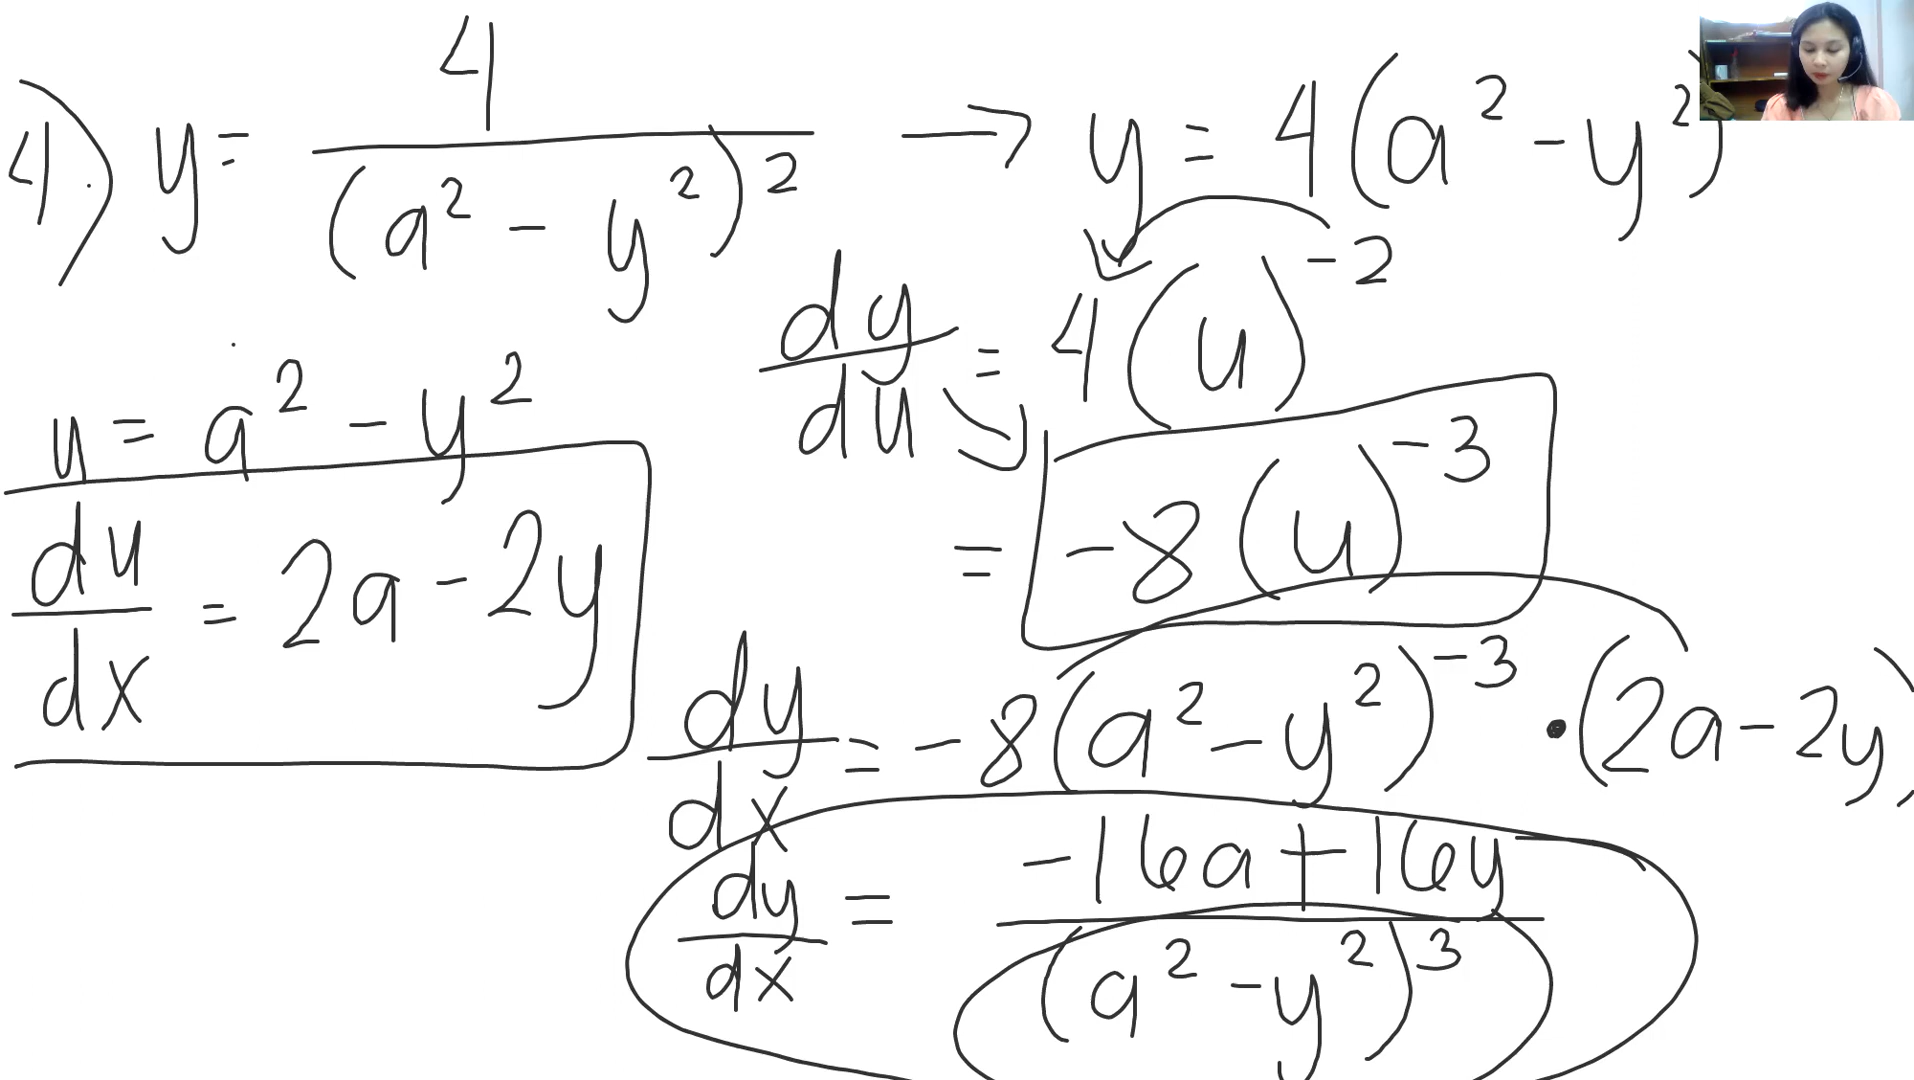 4) y = 4 / (a² - y²)² → y = 4(a² - y²)
dy/du = 4(u)⁻²
u = a² - y²
= -8(u)⁻³
du/dx = 2a - 2y
dy/dx = -8(a² - y²)⁻³ · (2a - 2y)
dy/dx = -16a + 16y / (a² - y²)³